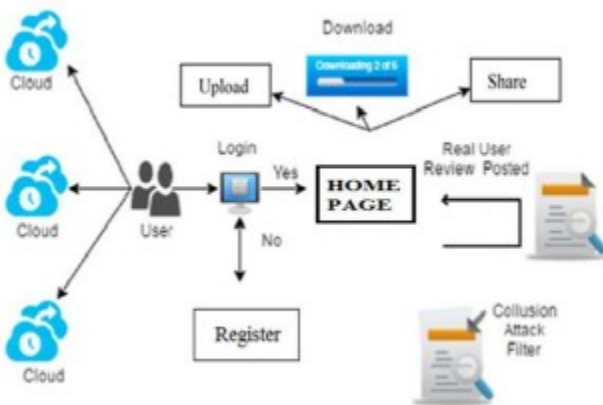 Download
Cloud
Downloading 2 of 6
Upload
Share
Login
Real User
Review Posted
Yes
HOME
PAGE
Cloud
User
No
Register
Collusion
Attack
Filter
Cloud